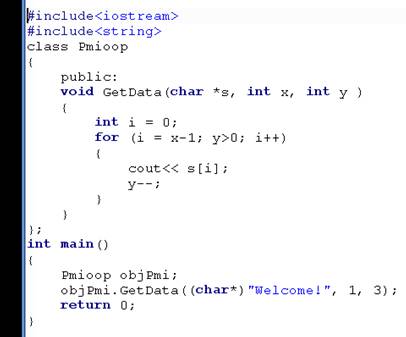 #include<iostream>
#include<string>
class Pmioop
{
public:
void GetData(char *s, int x, int y )
{
int i = 0;
for (i = x-1; y>0; i++)
{
cout<< s[i];
y--;
}
}
};
int main()
{
Pmioop objPmi;
objPmi.GetData((char*)"Welcome!", 1, 3);
return 0;
}